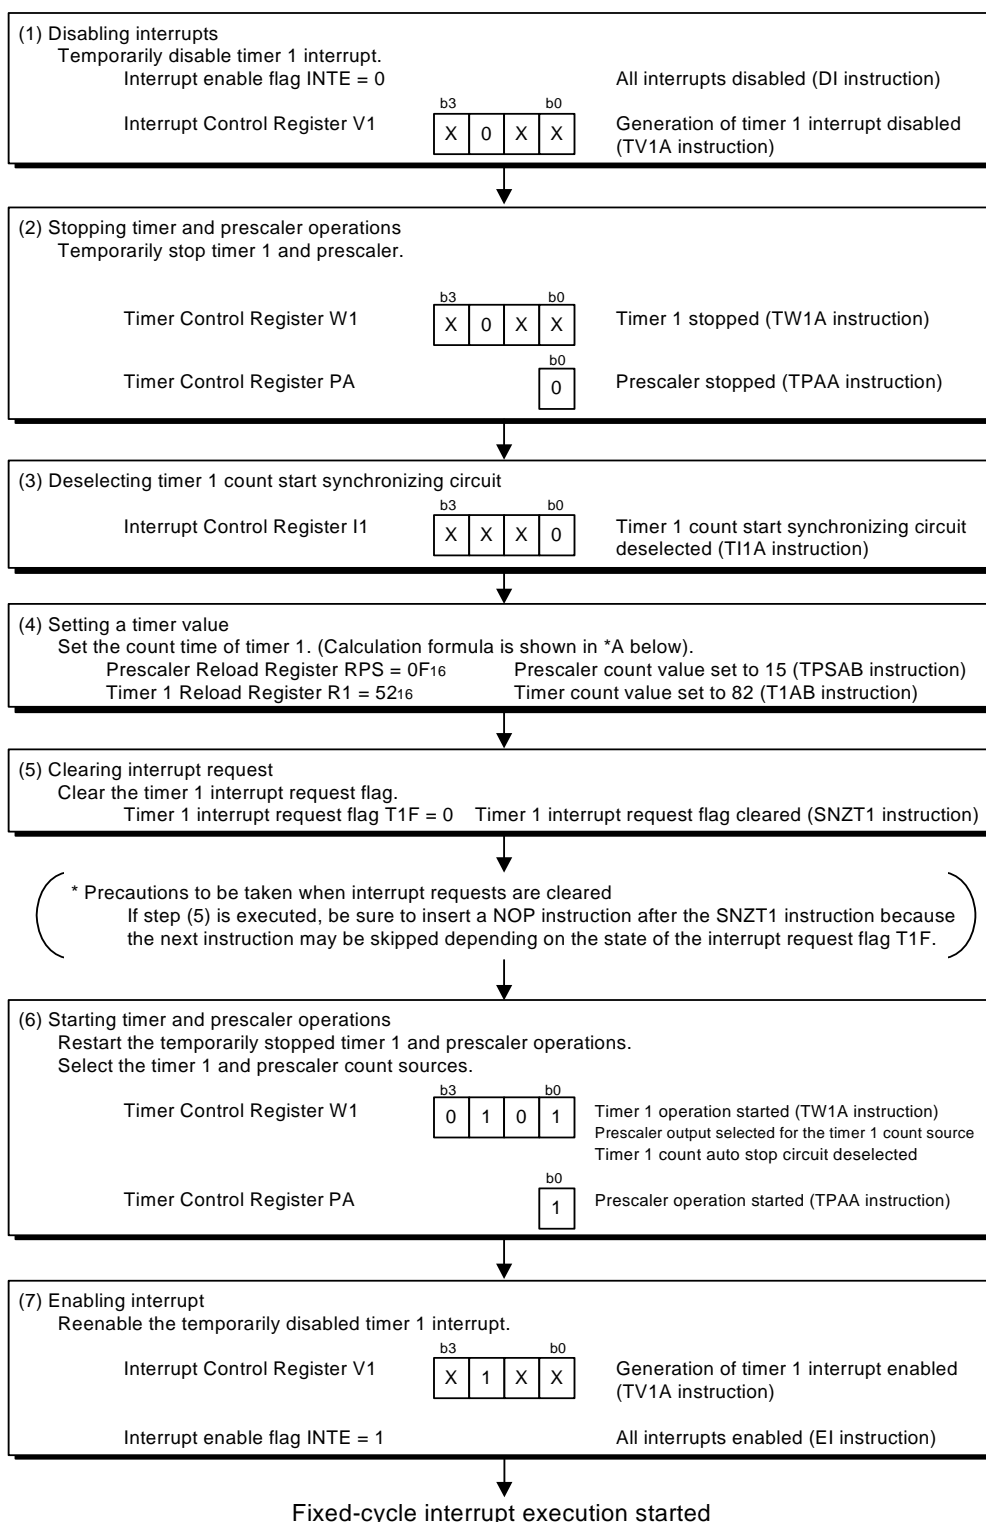 (1) Disabling interrupts
Temporarily disable timer 1 interrupt.
Interrupt enable flag INTE = 0 All interrupts disabled (DI instruction)
b3 b0
Interrupt Control Register V1 X 0 X X Generation of timer 1 interrupt disabled
(TV1A instruction)
(2) Stopping timer and prescaler operations
Temporarily stop timer 1 and prescaler.
b3 b0
Timer Control Register W1 X 0 X X Timer 1 stopped (TW1A instruction)
b0
Timer Control Register PA 0 Prescaler stopped (TPAA instruction)
(3) Deselecting timer 1 count start synchronizing circuit
b3 b0
Interrupt Control Register I1 X X X 0 Timer 1 count start synchronizing circuit
deselected (TI1A instruction)
(4) Setting a timer value
Set the count time of timer 1. (Calculation formula is shown in *A below).
Prescaler Reload Register RPS = 0F16 Prescaler count value set to 15 (TPSAB instruction)
Timer 1 Reload Register R1 = 5216 Timer count value set to 82 (T1AB instruction)
(5) Clearing interrupt request
Clear the timer 1 interrupt request flag.
Timer 1 interrupt request flag T1F = 0 Timer 1 interrupt request flag cleared (SNZT1 instruction)
* Precautions to be taken when interrupt requests are cleared
If step (5) is executed, be sure to insert a NOP instruction after the SNZT1 instruction because
the next instruction may be skipped depending on the state of the interrupt request flag T1F.
(6) Starting timer and prescaler operations
Restart the temporarily stopped timer 1 and prescaler operations.
Select the timer 1 and prescaler count sources.
b3 b0
Timer Control Register W1 0 1 0 1 Timer 1 operation started (TW1A instruction)
Prescaler output selected for the timer 1 count source
Timer 1 count auto stop circuit deselected
b0
Timer Control Register PA 1 Prescaler operation started (TPAA instruction)
(7) Enabling interrupt
Reenable the temporarily disabled timer 1 interrupt.
b3 b0
Interrupt Control Register V1 X 1 X X Generation of timer 1 interrupt enabled
(TV1A instruction)
Interrupt enable flag INTE = 1 All interrupts enabled (EI instruction)
Fixed-cycle interrupt execution started